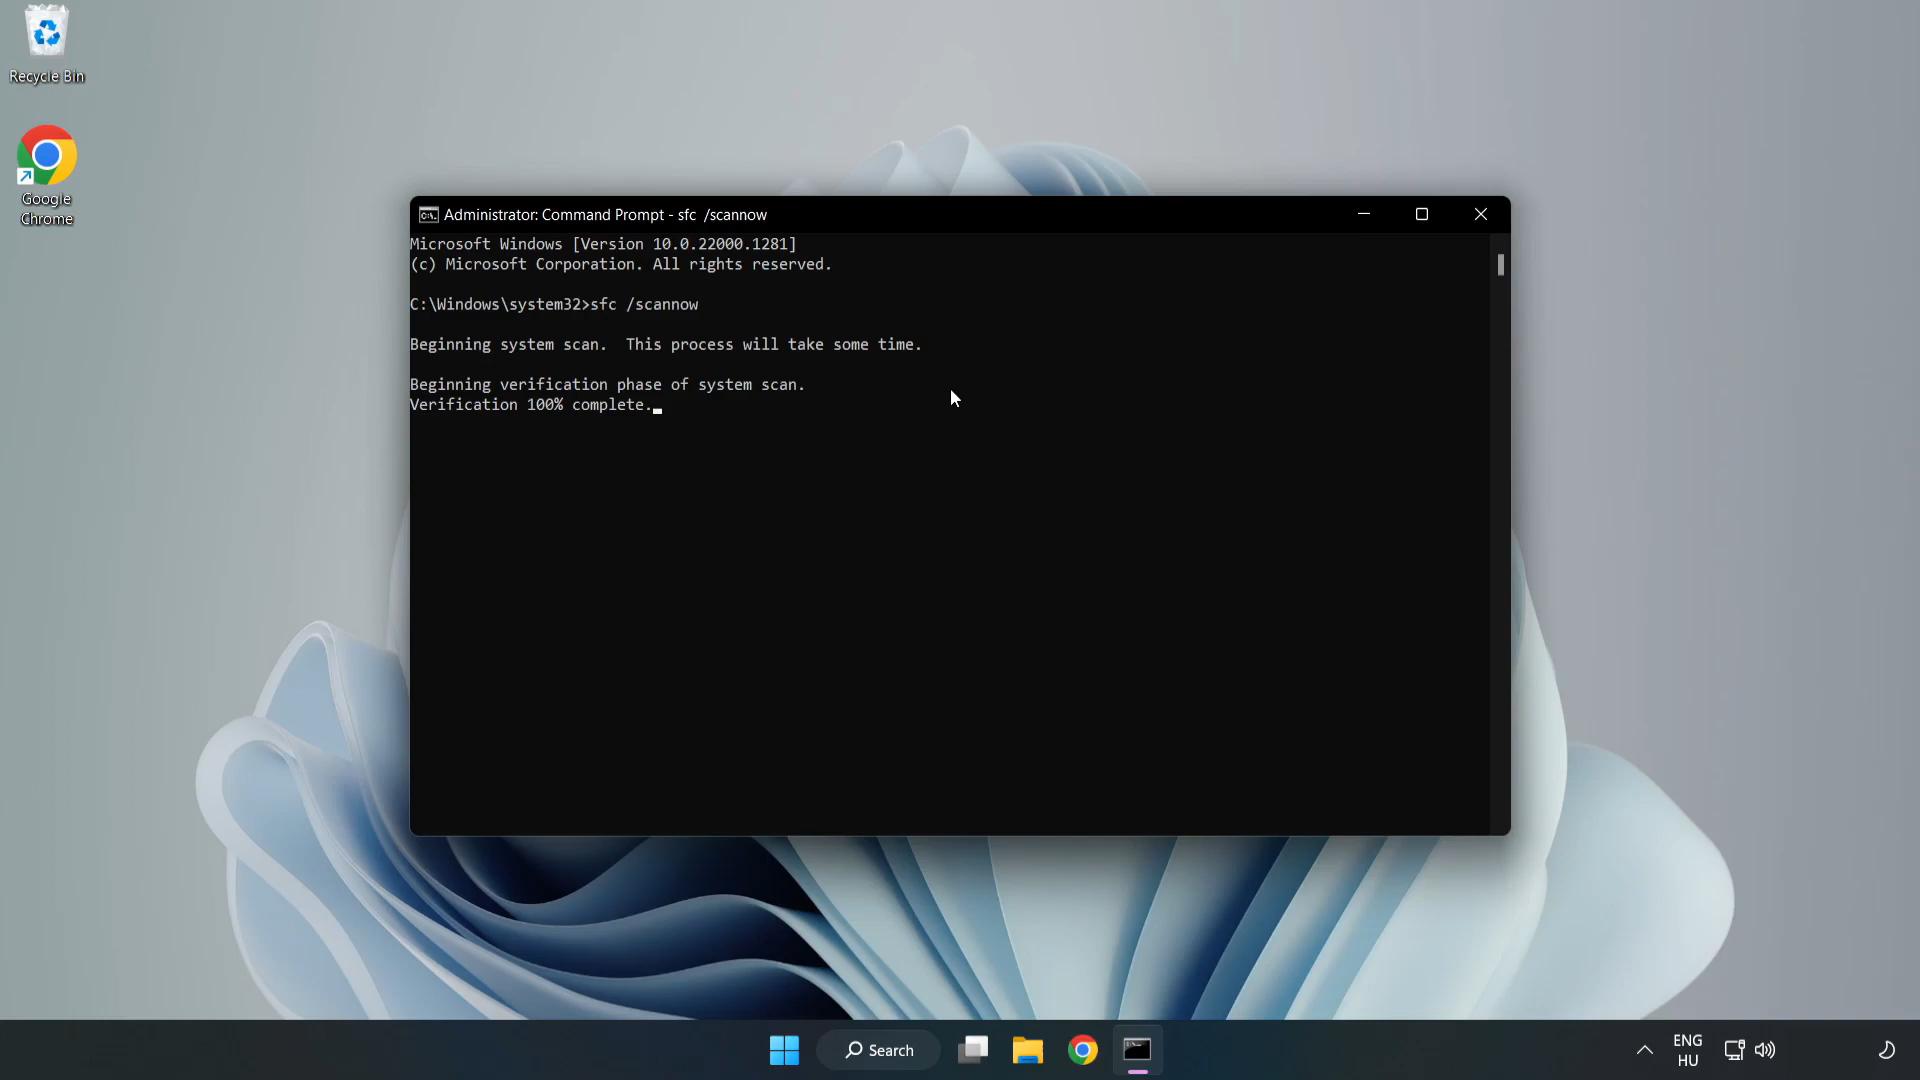 Recycle Bin
Google
Chrome
Administrator: Command Prompt - sfc  /scannow
Microsoft Windows [Version 10.0.22000.1281]
(c) Microsoft Corporation. All rights reserved.
C:\Windows\system32>sfc /scannow
Beginning system scan.  This process will take some time.
Beginning verification phase of system scan.
Verification 100% complete.
Search
ENG
HU